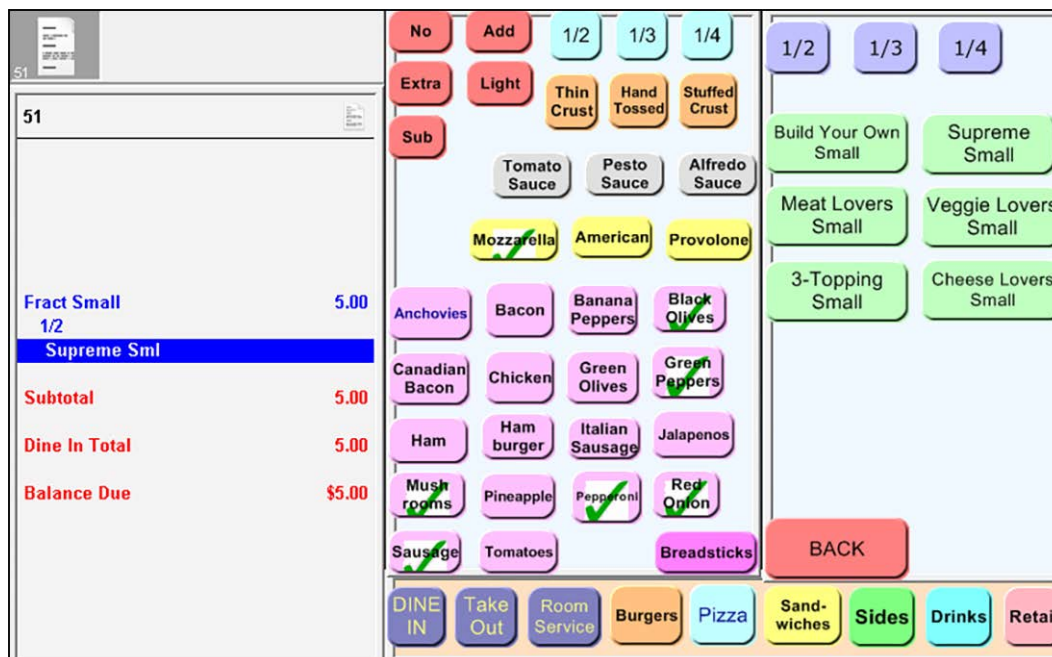 51
51
Fract Small 5.00
1/2
Supreme Sml
Subtotal 5.00
Dine In Total 5.00
Balance Due $5.00
No Add 1/2 1/3 1/4
Extra Light Thin Crust Hand Tossed Stuffed Crust
Sub
Tomato Sauce Pesto Sauce Alfredo Sauce
Mozzarella American Provolone
Anchovies Bacon Banana Peppers Black Olives
Canadian Bacon Chicken Green Olives Green Peppers
Ham Ham burger Italian Sausage Jalapenos
Mush rooms Pineapple Pepperoni Red Onion
Sausage Tomatoes Breadsticks
1/2 1/3 1/4
Build Your Own Small Supreme Small
Meat Lovers Small Veggie Lovers Small
3-Topping Small Cheese Lovers Small
BACK
DINE IN Take Out Room Service Burgers Pizza Sand- wiches Sides Drinks Retai